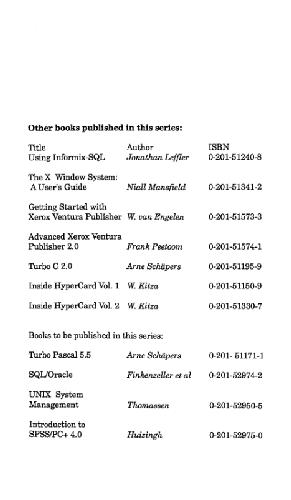 Other books published in this series:
Title Author ISBN
Using Informix-SQL Jonathan Leffler 0-201-51240-8
The X Window System:
A User's Guide Niall Mansfield 0-201-51341-2
Getting Started with
Xerox Ventura Publisher W. van Engelen 0-201-51573-3
Advanced Xerox Ventura
Publisher 2.0 Frank Peetoom 0-201-51574-1
Turbo C 2.0 Arne Schäpers 0-201-51195-9
Inside HyperCard Vol. 1 W. Kitza 0-201-51150-9
Inside HyperCard Vol. 2 W. Kitza 0-201-51330-7
Books to be published in this series:
Turbo Pascal 5.5 Arne Schäpers 0-201- 51171-1
SQL/Oracle Finkenzeller et al 0-201-52974-2
UNIX System
Management Thomassen 0-201-52950-5
Introduction to
SPSS/PC+ 4.0 Huizingh 0-201-52975-0